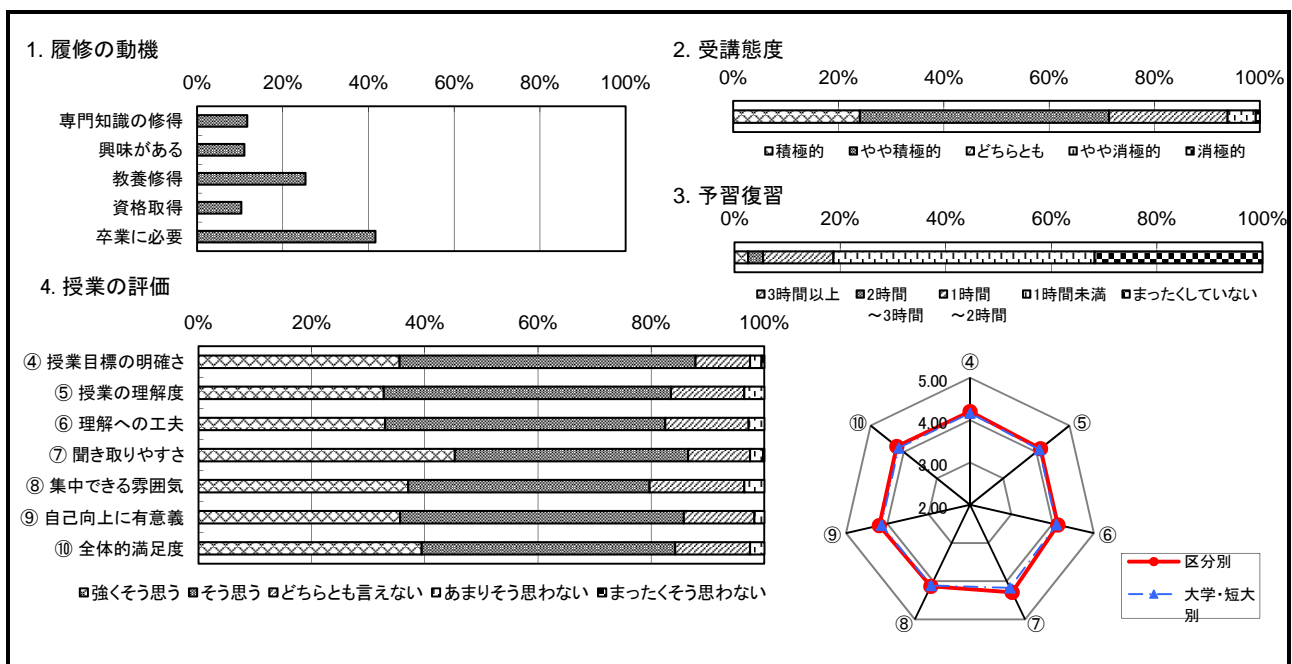 1. 履修の動機
0% 20% 40% 60% 80% 100%
専門知識の修得
興味がある
教養修得
資格取得
卒業に必要
2. 受講態度
0% 20% 40% 60% 80% 100%
積極的 やや積極的 どちらとも やや消極的 消極的
3. 予習復習
0% 20% 40% 60% 80% 100%
3時間以上 2時間 1時間 1時間未満 まったくしていない
～3時間 ～2時間
4. 授業の評価
0% 20% 40% 60% 80% 100%
④ 授業目標の明確さ
⑤ 授業の理解度
⑥ 理解への工夫
⑦ 聞き取りやすさ
⑧ 集中できる雰囲気
⑨ 自己向上に有意義
⑩ 全体的満足度
強くそう思う そう思う どちらとも言えない あまりそう思わない まったくそう思わない
④
5.00
⑩ 4.00 ⑤
3.00
2.00
⑨ ⑥
⑧ ⑦
区分別
大学・短大
別